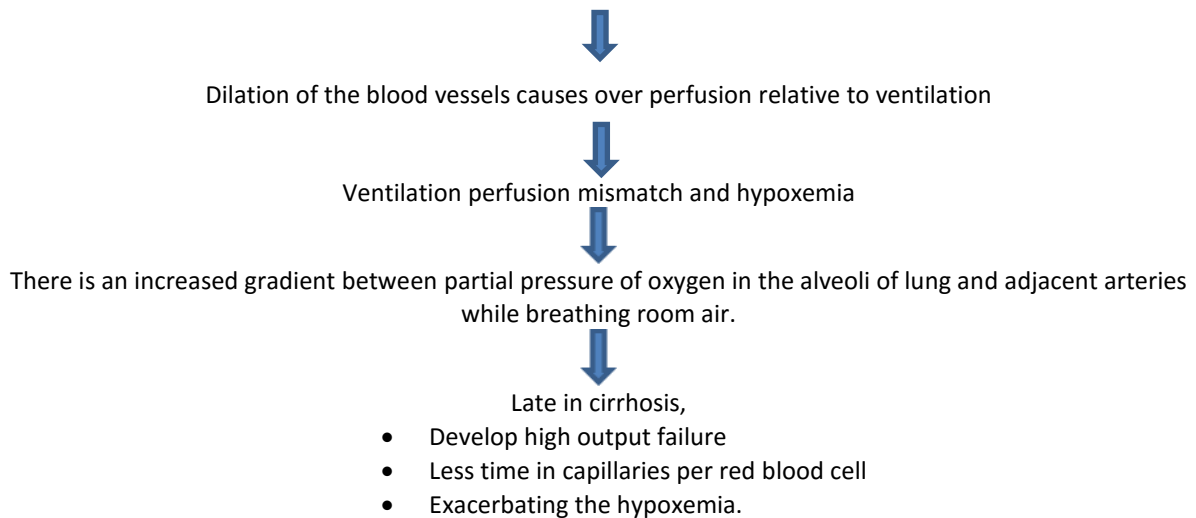 Dilation of the blood vessels causes over perfusion relative to ventilation
Ventilation perfusion mismatch and hypoxemia
There is an increased gradient between partial pressure of oxygen in the alveoli of lung and adjacent arteries
while breathing room air.
Late in cirrhosis,
• Develop high output failure
• Less time in capillaries per red blood cell
• Exacerbating the hypoxemia.